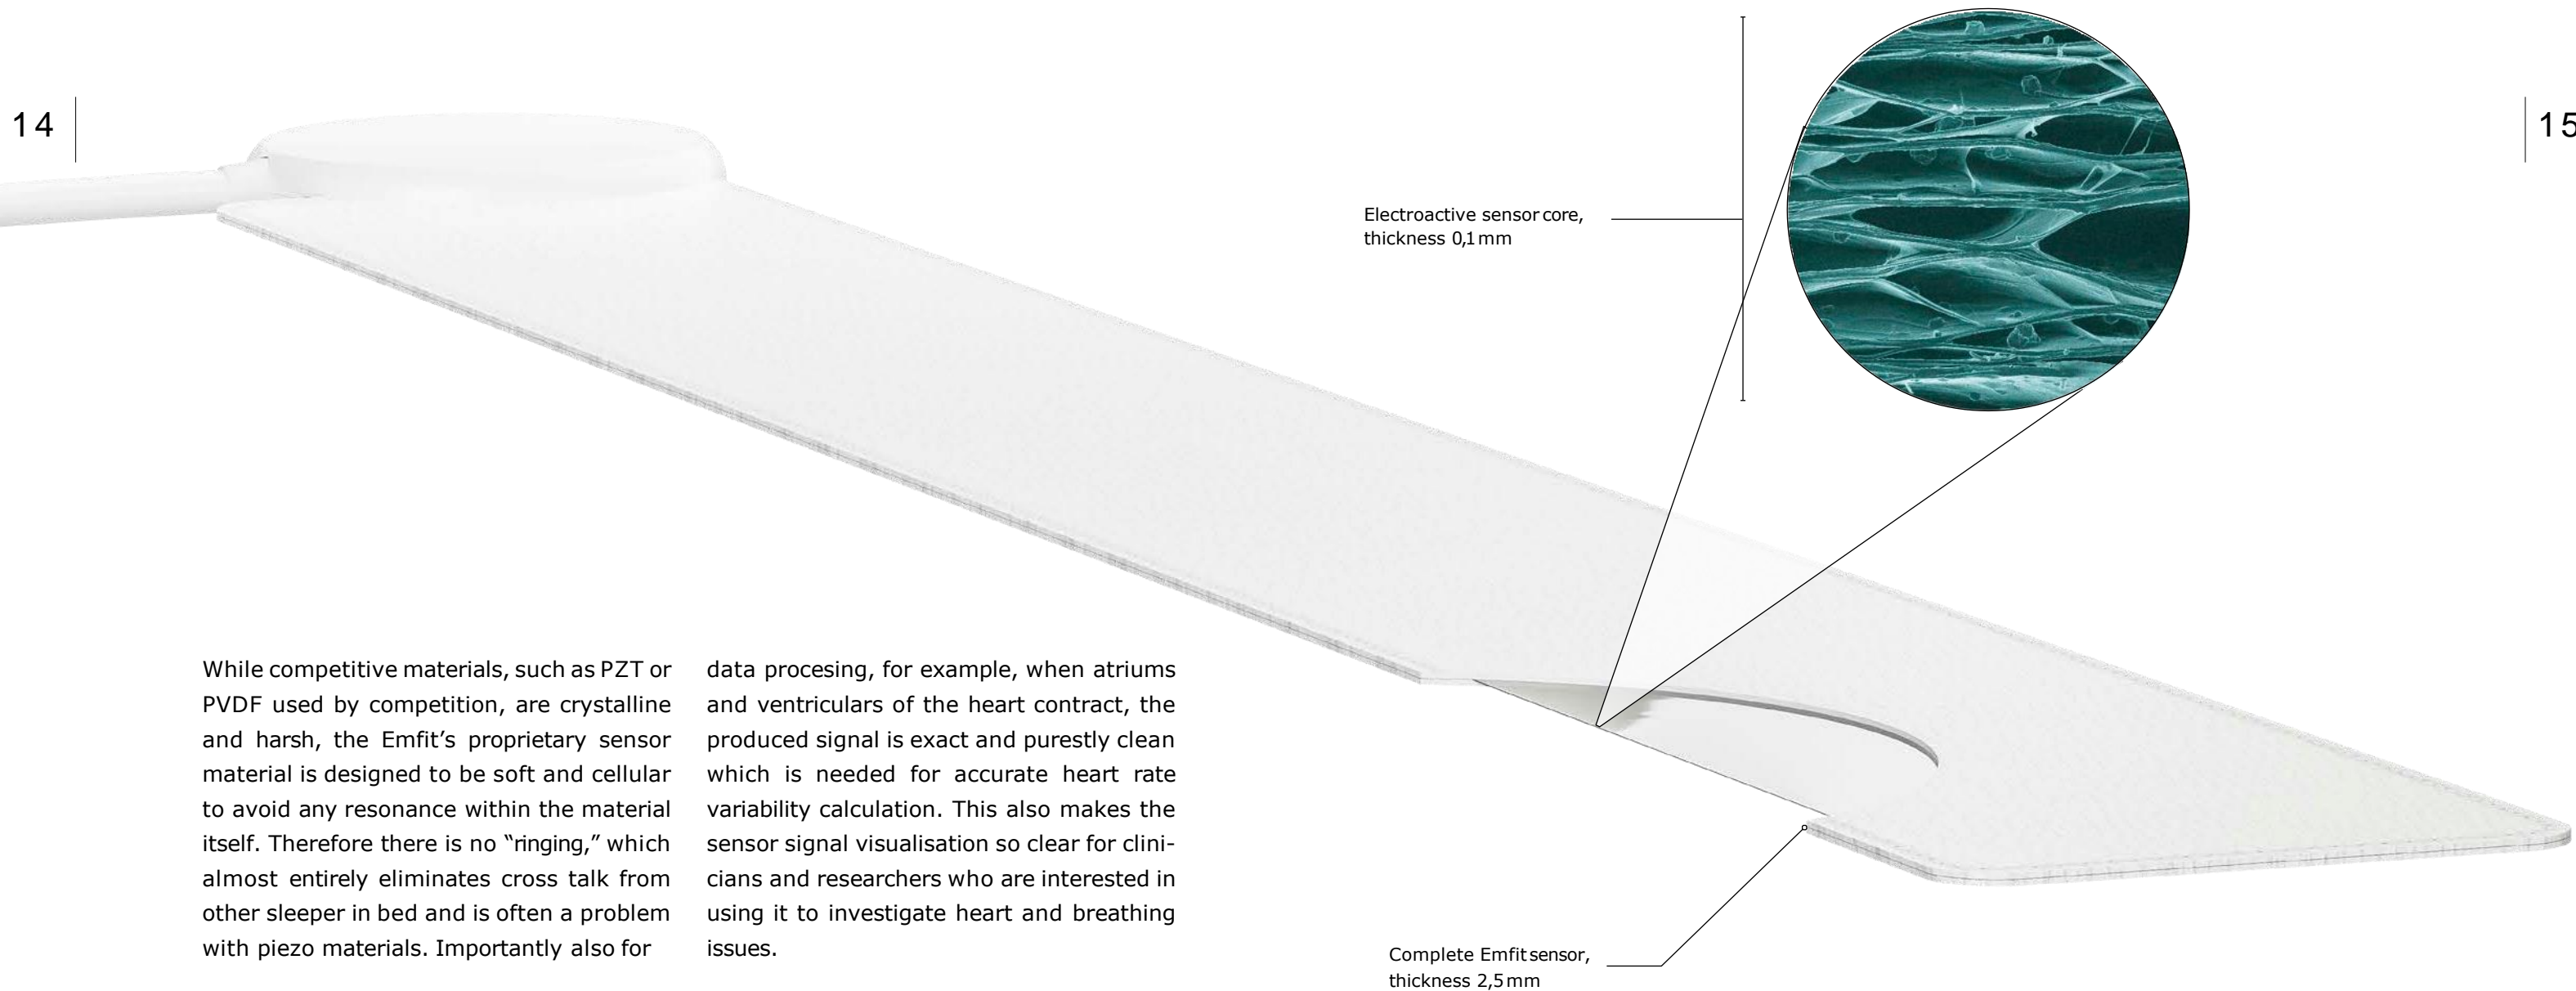 14
15
Electroactive sensor core,
thickness 0,1 mm
While competitive materials, such as PZT or
PVDF used by competition, are crystalline
and harsh, the Emfit’s proprietary sensor
material is designed to be soft and cellular
to avoid any resonance within the material
itself. Therefore there is no “ringing,” which
almost entirely eliminates cross talk from
other sleeper in bed and is often a problem
with piezo materials. Importantly also for
data procesing, for example, when atriums
and ventriculars of the heart contract, the
produced signal is exact and purestly clean
which is needed for accurate heart rate
variability calculation. This also makes the
sensor signal visualisation so clear for clini-
cians and researchers who are interested in
using it to investigate heart and breathing
issues.
Complete Emfit sensor,
thickness 2,5 mm